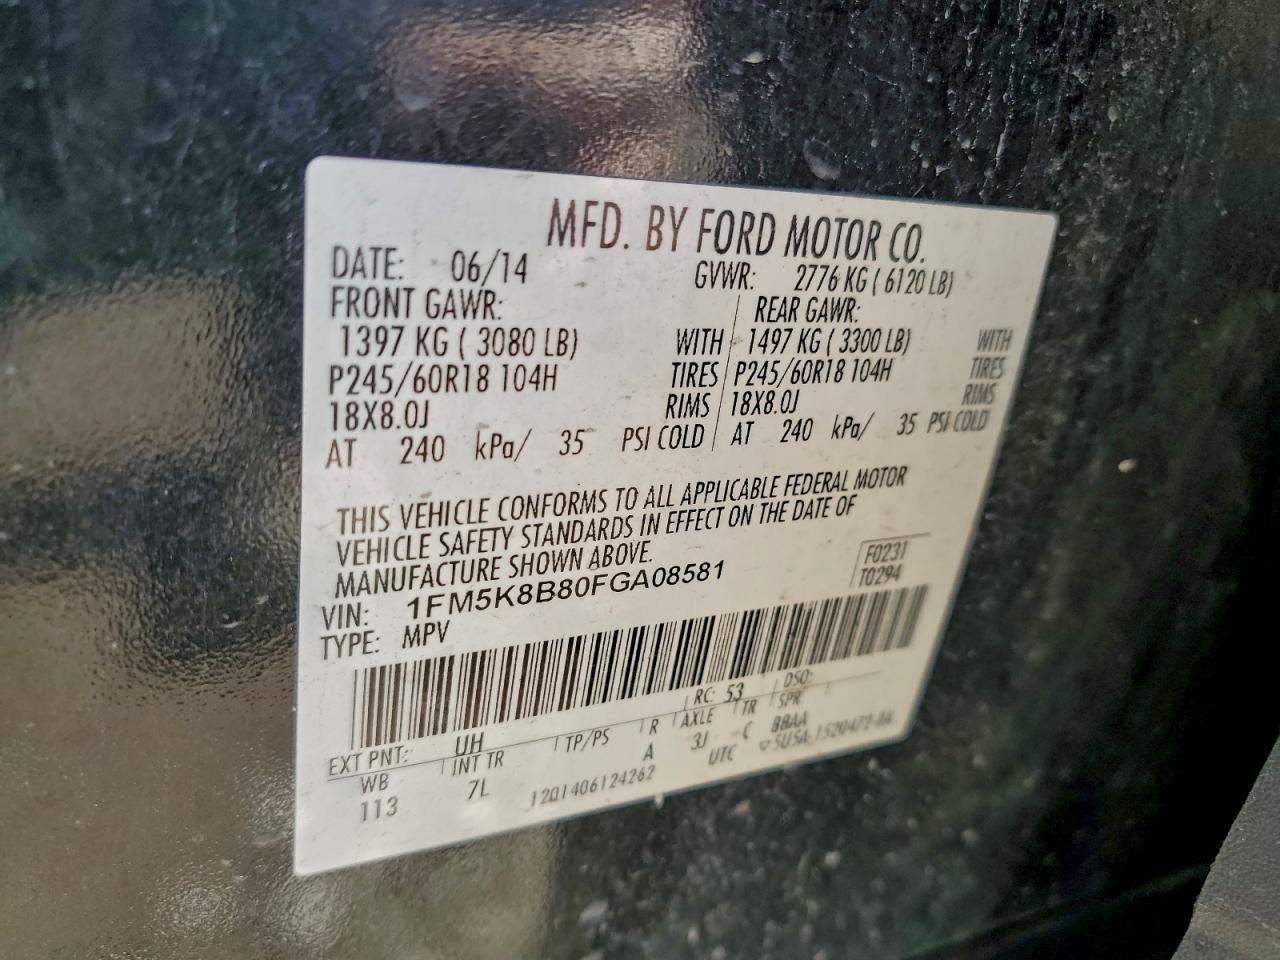 MFD. BY FORD MOTOR CO.
DATE: 06/14 GVWR: 2776 KG ( 6120 LB)
FRONT GAWR: REAR GAWR:
1397 KG ( 3080 LB) WITH 1497 KG ( 3300 LB) WITH
P245/60R18 104H TIRES P245/60R18 104H TIRES
18X8.0J RIMS 18X8.0J RIMS
AT 240 kPa/ 35 PSI COLD AT 240 kPa/ 35 PSI COLD
THIS VEHICLE CONFORMS TO ALL APPLICABLE FEDERAL MOTOR
VEHICLE SAFETY STANDARDS IN EFFECT ON THE DATE OF
MANUFACTURE SHOWN ABOVE.
F0231
VIN: 1FM5K8B80FGA08581
T0294
TYPE: MPV
EXT PNT: UH RC: 53 DSO:
WB INT TR TP/PS R AXLE TR SPR
113 7L A 3J C BBAA
1201406124262 UTC ▽5USA-1520472-BA